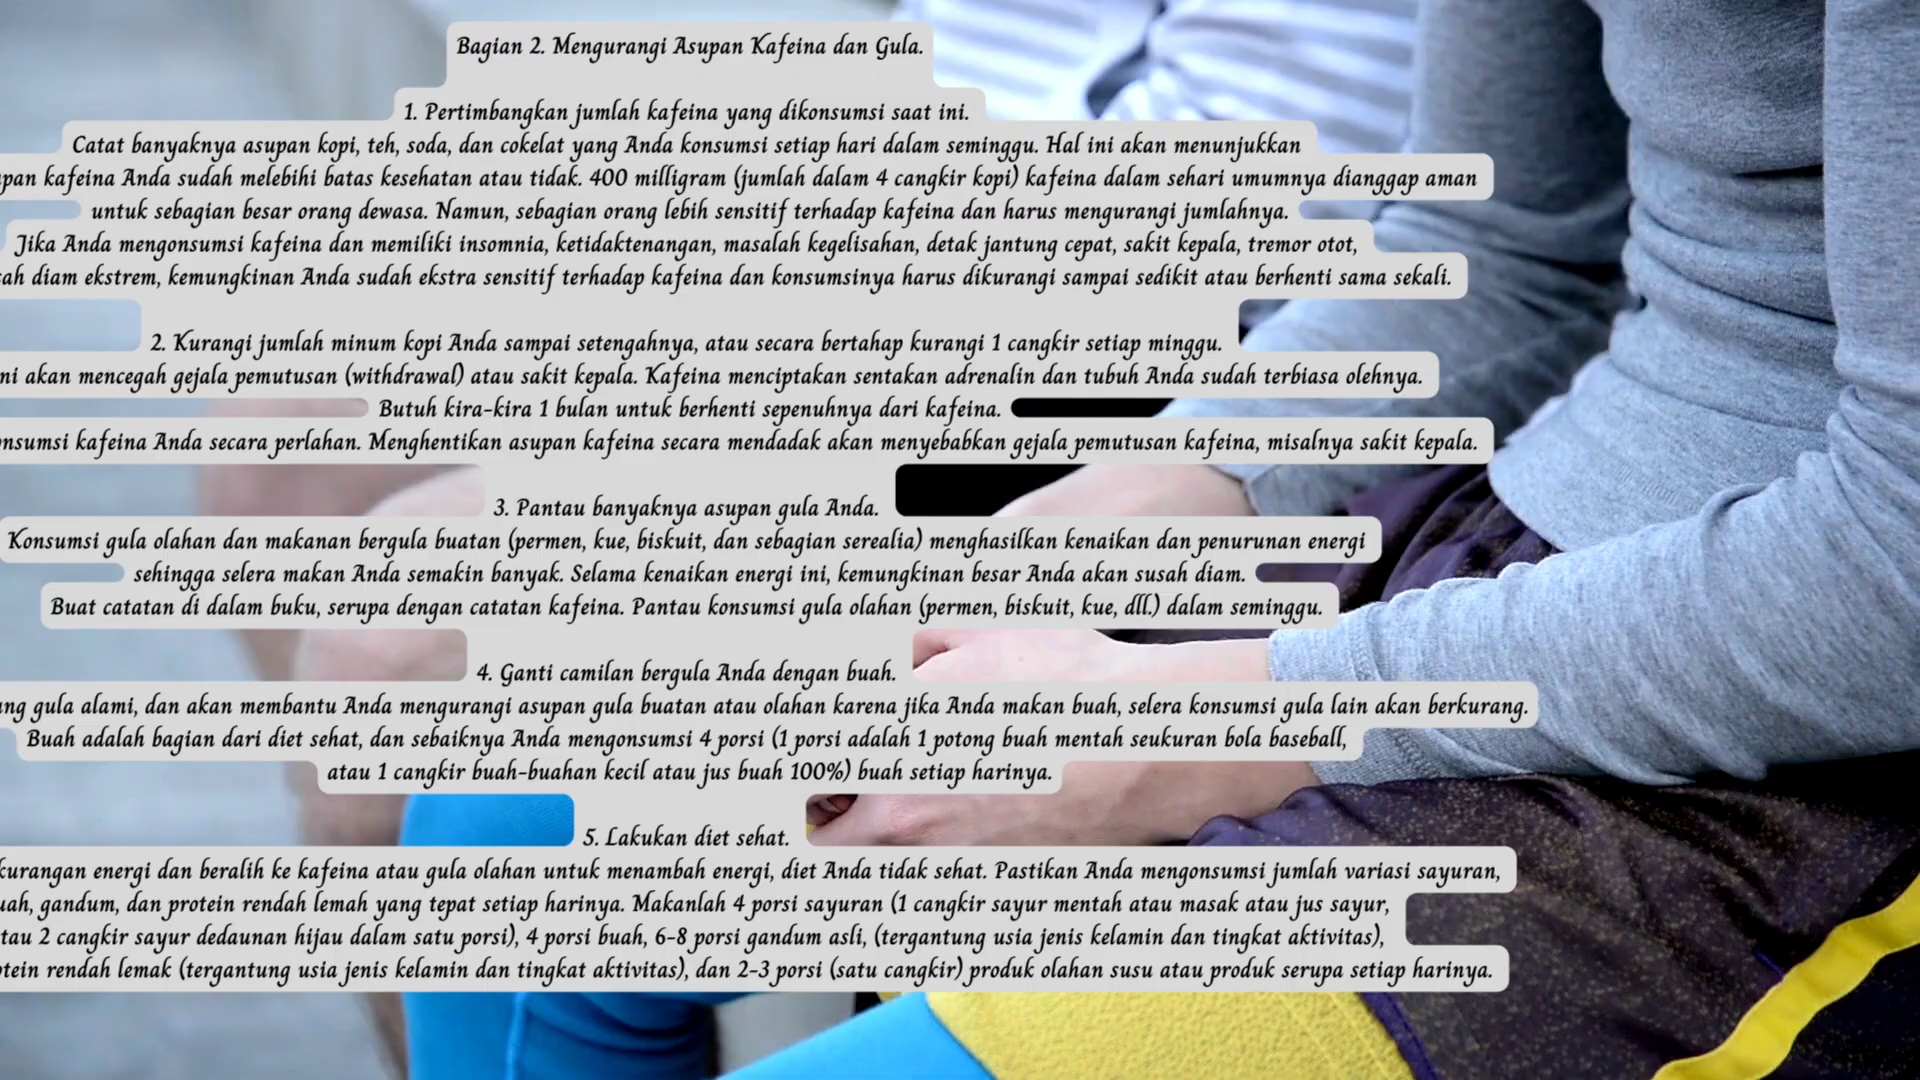 Bagian 2. Mengurangi Asupan Kafeina dan Gula.
1. Pertimbangkan jumlah kafeina yang dikonsumsi saat ini.
Catat banyaknya asupan kopi, teh, soda, dan cokelat yang Anda konsumsi setiap hari dalam seminggu. Hal ini akan menunjukkan
kafeina Anda sudah melebihi batas kesehatan atau tidak. 400 milligram (jumlah dalam 4 cangkir kopi) kafeina dalam sehari umumnya dianggap aman
untuk sebagian besar orang dewasa. Namun, sebagian orang lebih sensitif terhadap kafeina dan harus mengurangi jumlahnya.
Jika Anda mengonsumsi kafeina dan memiliki insomnia, ketidaktenangan, masalah kegelisahan, detak jantung cepat, sakit kepala, tremor otot,
diam ekstrem, kemungkinan Anda sudah ekstra sensitif terhadap kafeina dan konsumsinya harus dikurangi sampai sedikit atau berhenti sama sekali.
2. Kurangi jumlah minum kopi Anda sampai setengahnya, atau secara bertahap kurangi 1 cangkir setiap minggu.
akan mencegah gejala pemutusan (withdrawal) atau sakit kepala. Kafeina menciptakan sentakan adrenalin dan tubuh Anda sudah terbiasa olehnya.
Butuh kira-kira 1 bulan untuk berhenti sepenuhnya dari kafeina.
kafeina Anda secara perlahan. Menghentikan asupan kafeina secara mendadak akan menyebabkan gejala pemutusan kafeina, misalnya sakit kepala.
3. Pantau banyaknya asupan gula Anda.
Konsumsi gula olahan dan makanan bergula buatan (permen, kue, biskuit, dan sebagian serealia) menghasilkan kenaikan dan penurunan energi
sehingga selera makan Anda semakin banyak. Selama kenaikan energi ini, kemungkinan besar Anda akan susah diam.
Buat catatan di dalam buku, serupa dengan catatan kafeina. Pantau konsumsi gula olahan (permen, biskuit, kue, dll.) dalam seminggu.
4. Ganti camilan bergula Anda dengan buah.
gula alami, dan akan membantu Anda mengurangi asupan gula buatan atau olahan karena jika Anda makan buah, selera konsumsi gula lain akan berkurang.
Buah adalah bagian dari diet sehat, dan sebaiknya Anda mengonsumsi 4 porsi (1 porsi adalah 1 potong buah mentah seukuran bola baseball,
atau 1 cangkir buah-buahan kecil atau jus buah 100%) buah setiap harinya.
5. Lakukan diet sehat.
energi dan beralih ke kafeina atau gula olahan untuk menambah energi, diet Anda tidak sehat. Pastikan Anda mengonsumsi jumlah variasi sayuran,
gandum, dan protein rendah lemah yang tepat setiap harinya. Makanlah 4 porsi sayuran (1 cangkir sayur mentah atau masak atau jus sayur,
2 cangkir sayur dedaunan hijau dalam satu porsi), 4 porsi buah, 6-8 porsi gandum asli, (tergantung usia jenis kelamin dan tingkat aktivitas),
rendah lemak (tergantung usia jenis kelamin dan tingkat aktivitas), dan 2-3 porsi (satu cangkir) produk olahan susu atau produk serupa setiap harinya.